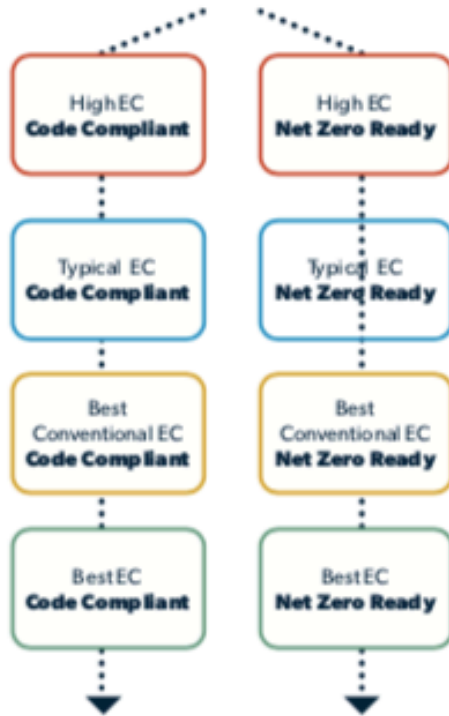 High EC
Code Compliant
High EC
Net Zero Ready
Typical EC
Code Compliant
Typical EC
Net Zero Ready
Best
Conventional EC
Code Compliant
Best
Conventional EC
Net Zero Ready
Best EC
Code Compliant
Best EC
Net Zero Ready